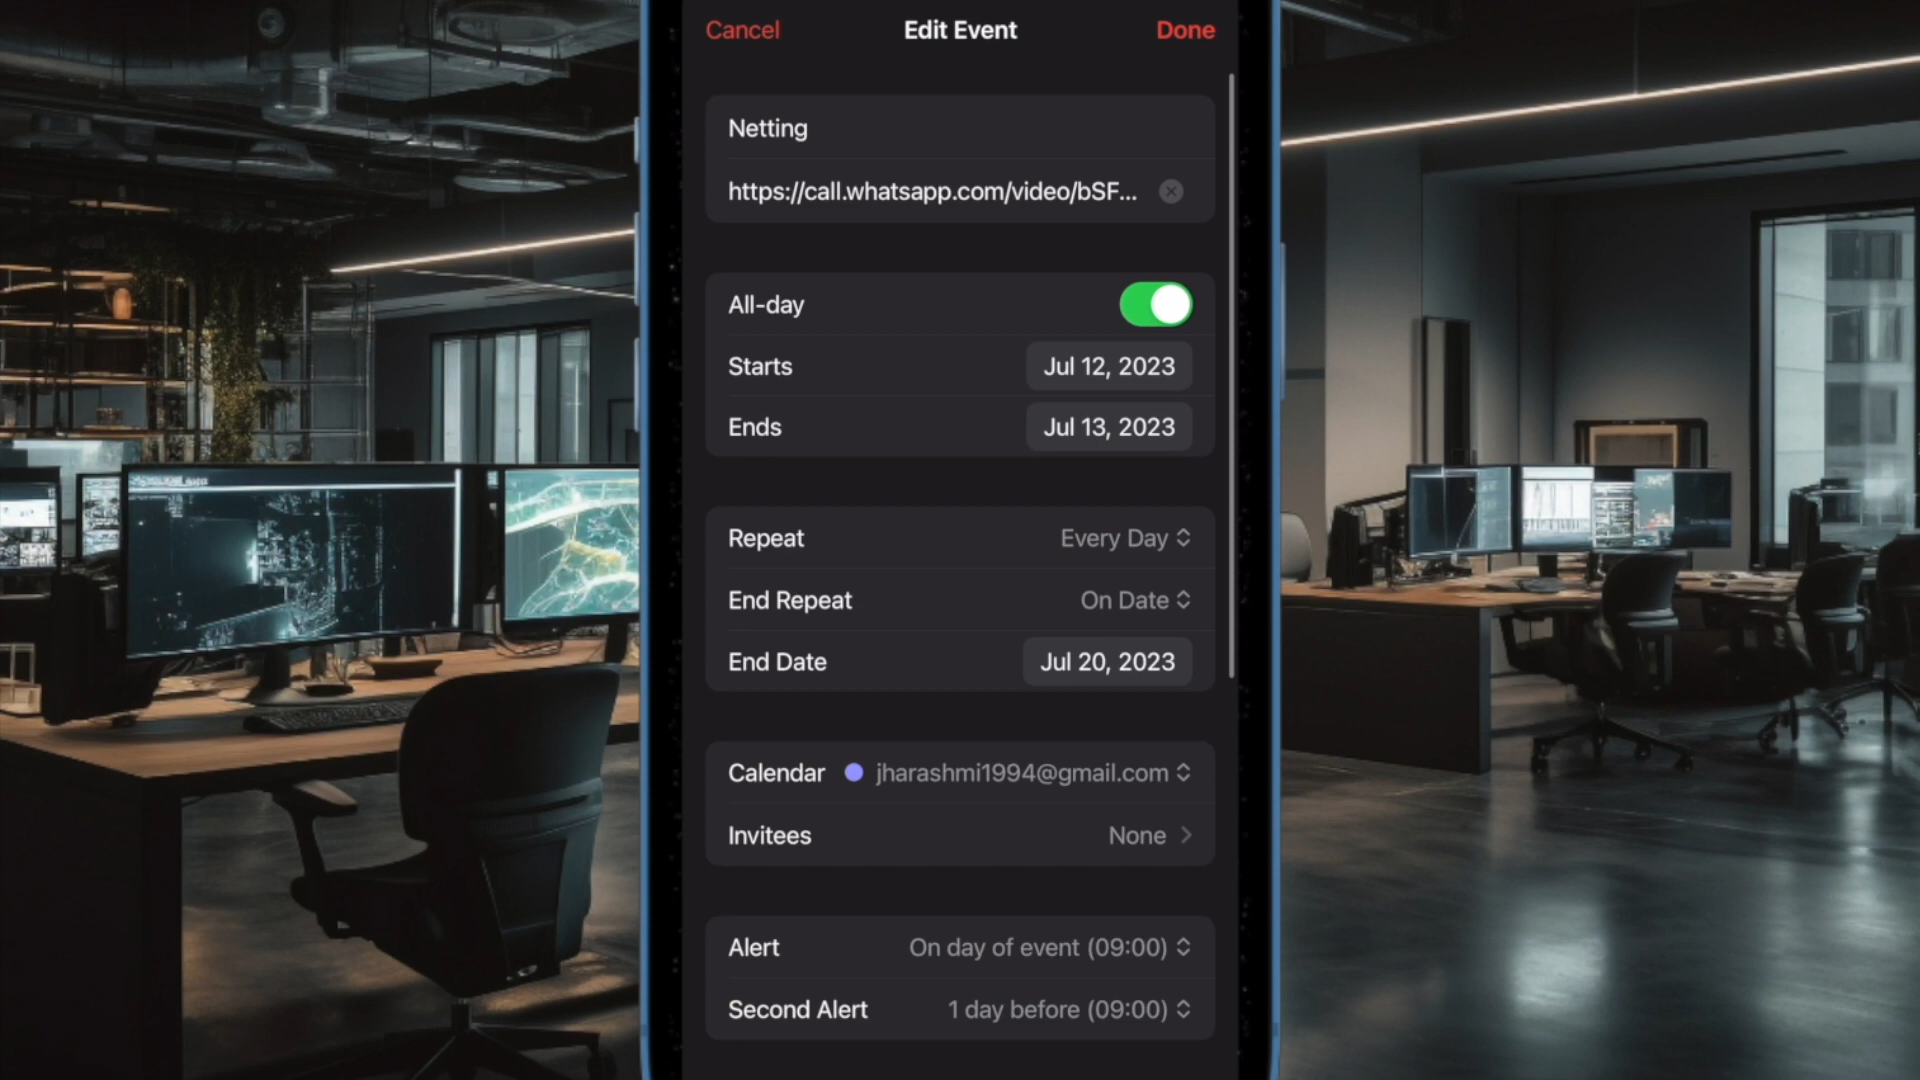 Cancel Edit Event Done
Netting
https://call.whatsapp.com/video/bSF...
All-day
Starts Jul 12, 2023
Ends Jul 13, 2023
Repeat Every Day
End Repeat On Date
End Date Jul 20, 2023
Calendar jharashmi1994@gmail.com
Invitees None
Alert On day of event (09:00)
Second Alert 1 day before (09:00)